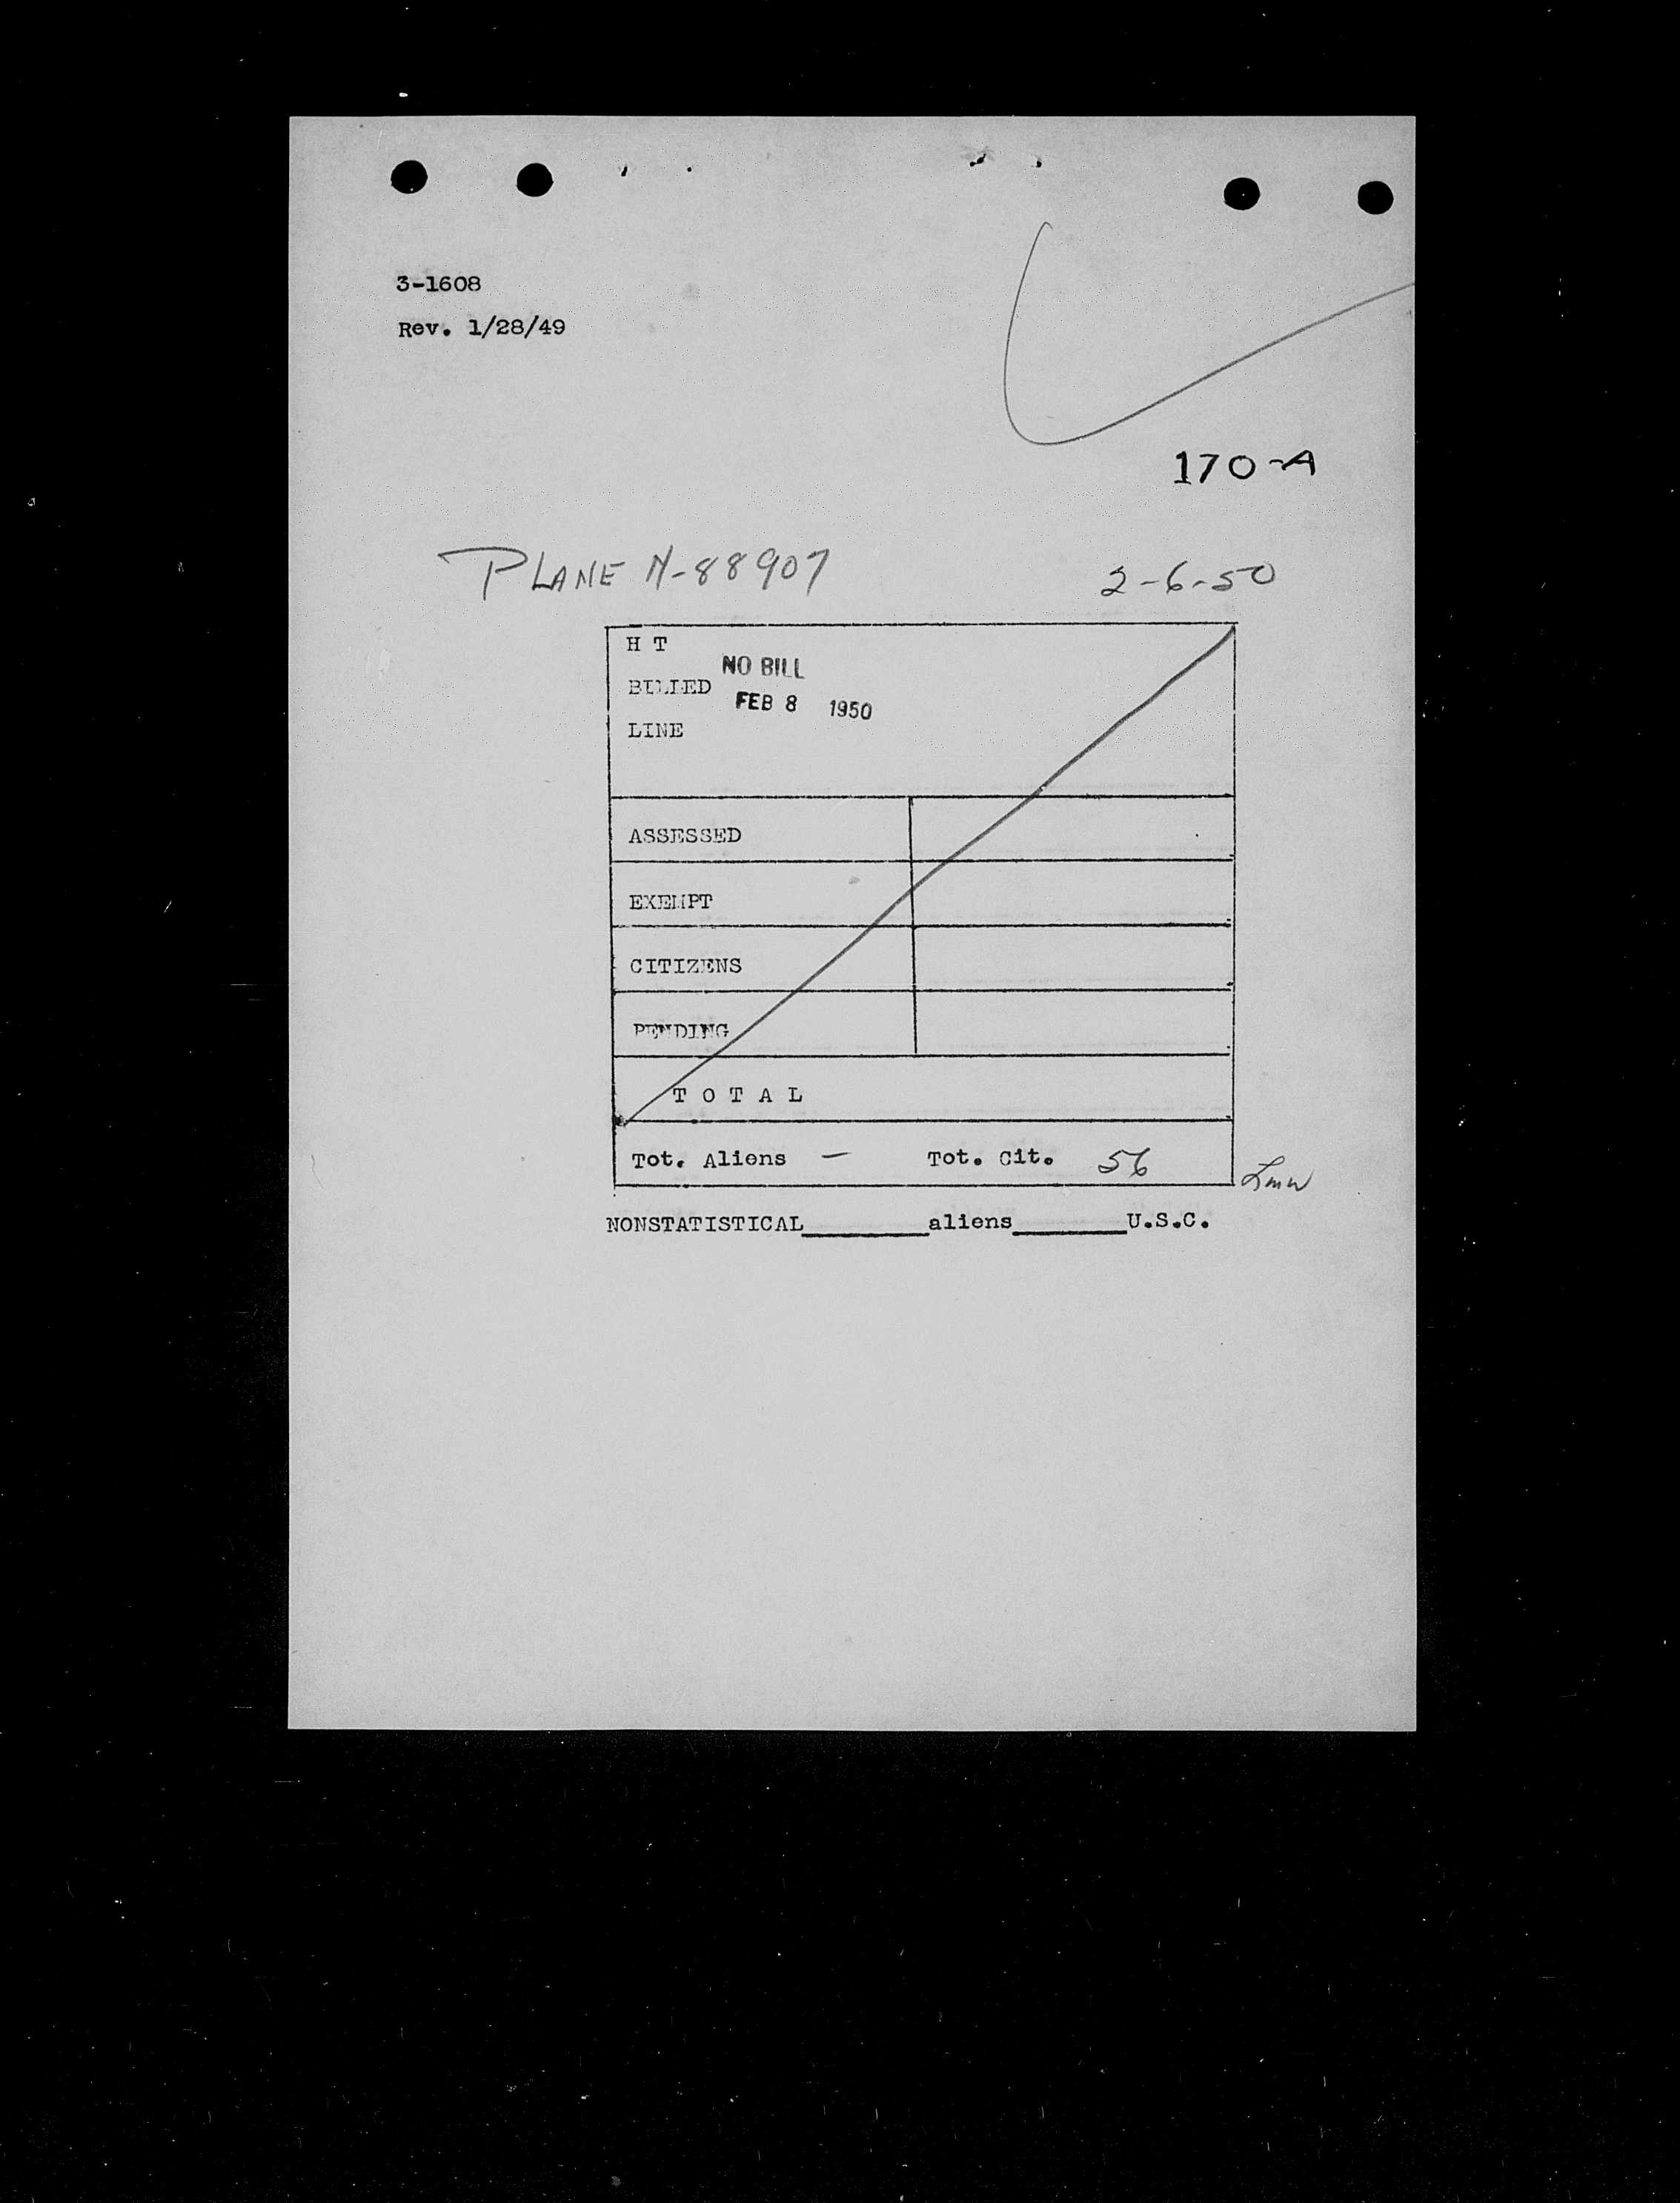 3-1608
Rev. 1/28/49
170-A
PLANE N-88907 2-6-50
H T
NO BILL
BILLED
FEB 8 1950
LINE
ASSESSED
EXEMPT
CITIZENS
PENDING
T O T A L
Tot. Aliens — Tot. Cit. 56
Lmw
NONSTATISTICAL________aliens________U.S.C.